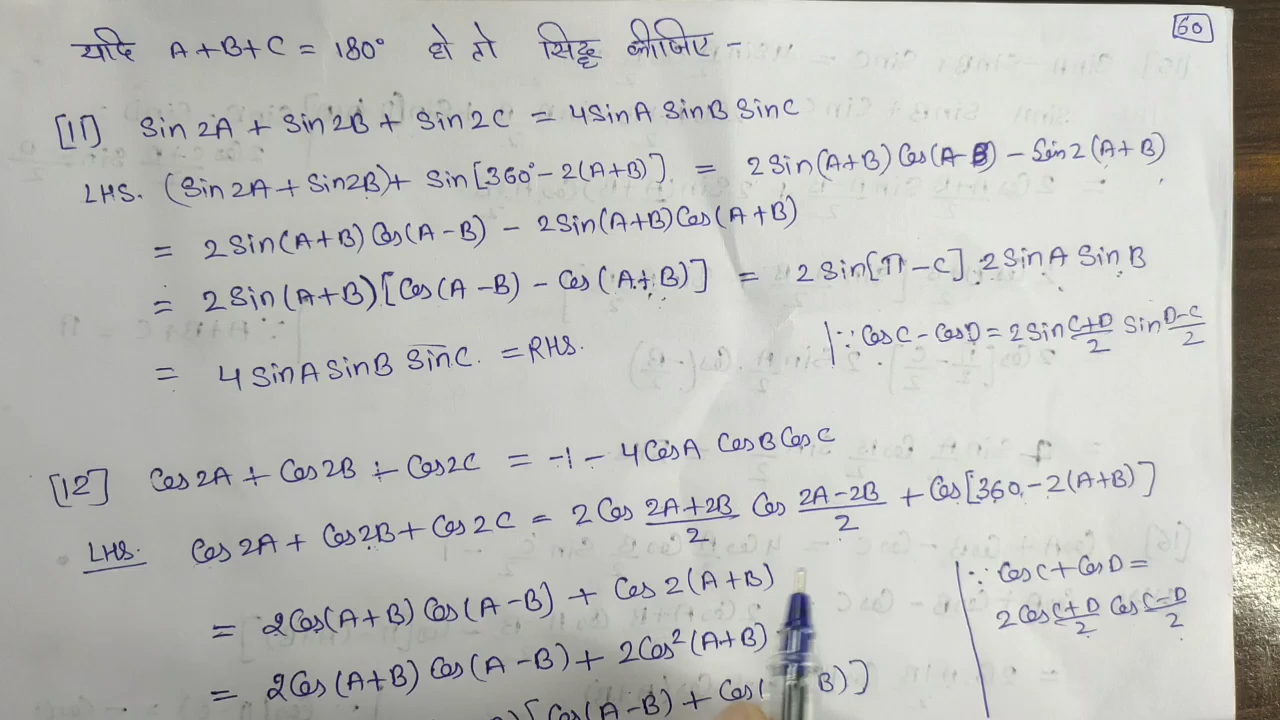 60
यदि A+B+C = 180° हो तो सिद्ध कीजिए -
[11] Sin 2A + Sin 2B + Sin 2C = 4 Sin A Sin B Sin C
LHS. (Sin 2A + Sin 2B) + Sin [360° - 2(A+B)] = 2 Sin (A+B) Cos (A-B) - Sin 2(A+B)
= 2 Sin (A+B) Cos (A-B) - 2 Sin (A+B) Cos (A+B)
= 2 Sin (A+B) [Cos (A-B) - Cos (A+B)] = 2 Sin [π - C] . 2 Sin A Sin B
= 4 Sin A Sin B Sin C. = RHS.
∵ Cos C - Cos D = 2 Sin (C+D)/2 Sin (D-C)/2
[12] Cos 2A + Cos 2B + Cos 2C = -1 - 4 Cos A Cos B Cos C
LHS. Cos 2A + Cos 2B + Cos 2C = 2 Cos (2A+2B)/2 Cos (2A-2B)/2 + Cos [360 - 2(A+B)]
= 2 Cos (A+B) Cos (A-B) + Cos 2(A+B)
∵ Cos C + Cos D =
2 Cos (C+D)/2 Cos (C-D)/2
= 2 Cos (A+B) Cos (A-B) + 2 Cos² (A+B)
[Cos (A-B) + Cos ( B)]